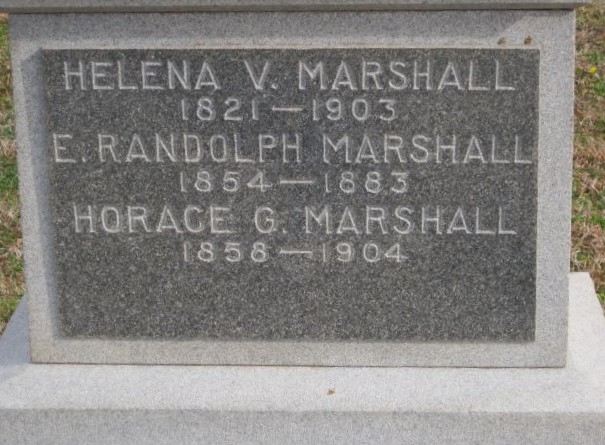 HELENA V. MARSHALL
1821—1903
E. RANDOLPH MARSHALL
1854—1883
HORACE G. MARSHALL
1858—1904